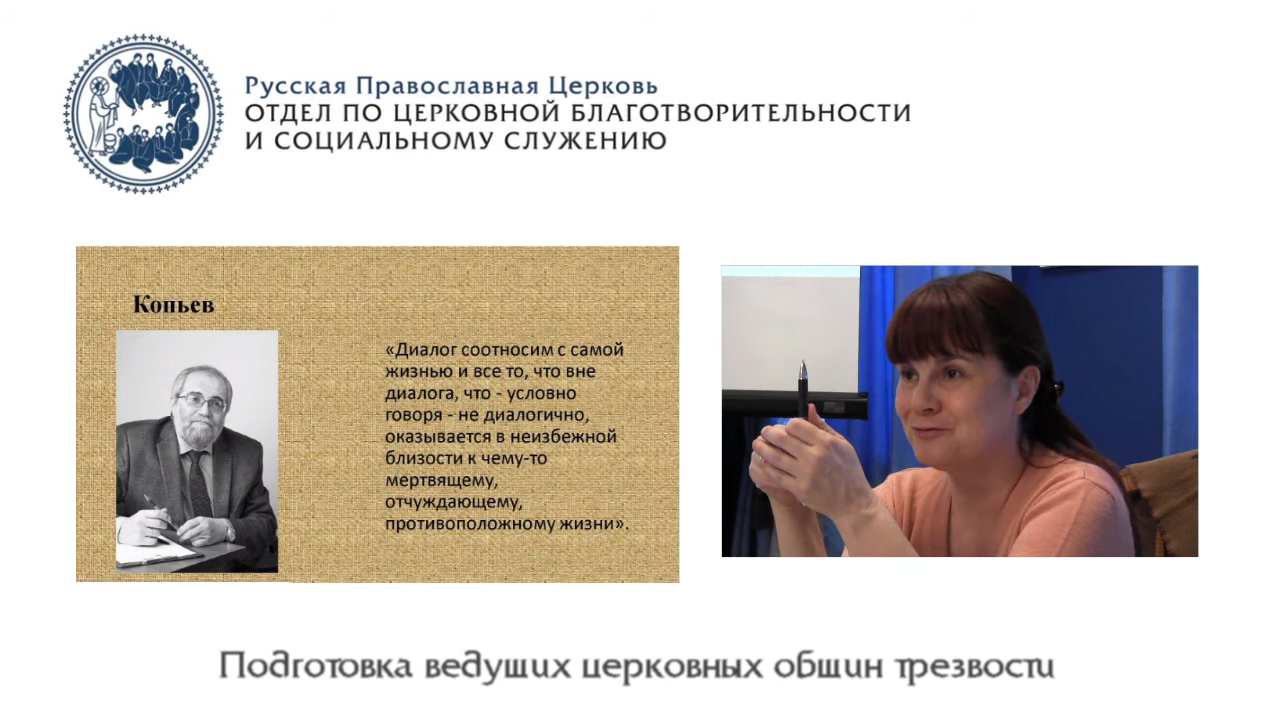 Русская Православная Церковь
ОТДЕЛ ПО ЦЕРКОВНОЙ БЛАГОТВОРИТЕЛЬНОСТИ
И СОЦИАЛЬНОМУ СЛУЖЕНИЮ
Копьев
«Диалог соотносим с самой
жизнью и все то, что вне
диалога, что - условно
говоря - не диалогично,
оказывается в неизбежной
близости к чему-то
мертвящему,
отчуждающему,
противоположному жизни».
Подготовка ведущих церковных общин трезвости